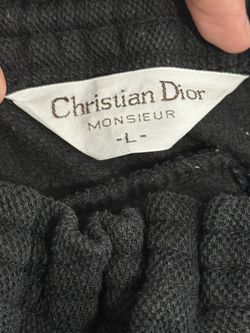 Christian Dior
MONSIEUR
-L-